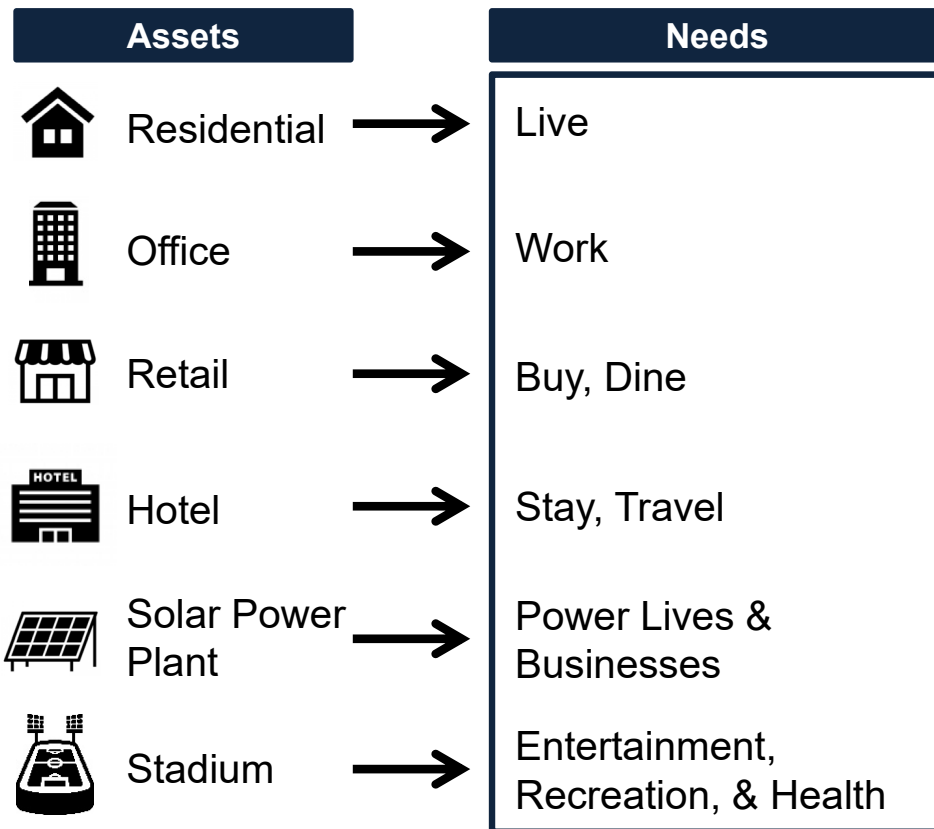 Assets
Needs
Residential
Live
Office
Work
Retail
Buy, Dine
HOTEL
Hotel
Stay, Travel
Solar Power
Plant
Power Lives &
Businesses
Stadium
Entertainment,
Recreation, & Health